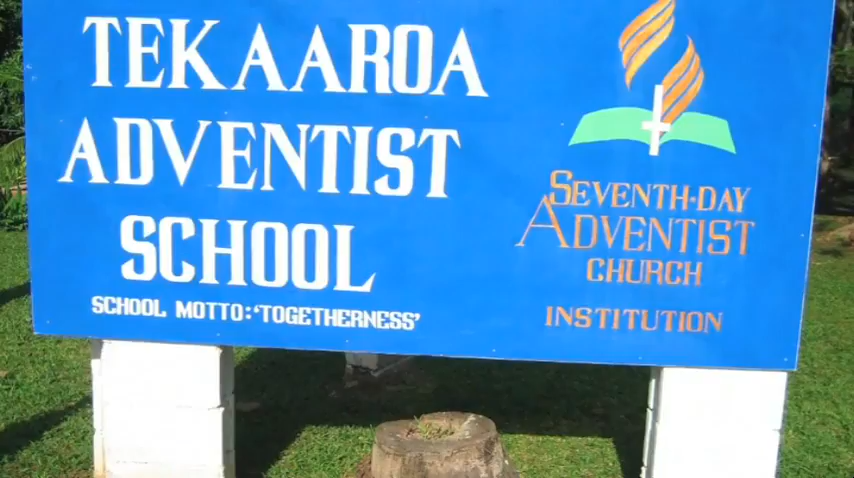 TEKAAROA
ADVENTIST
SCHOOL
SCHOOL MOTTO:'TOGETHERNESS'
SEVENTH-DAY
ADVENTIST
CHURCH
INSTITUTION